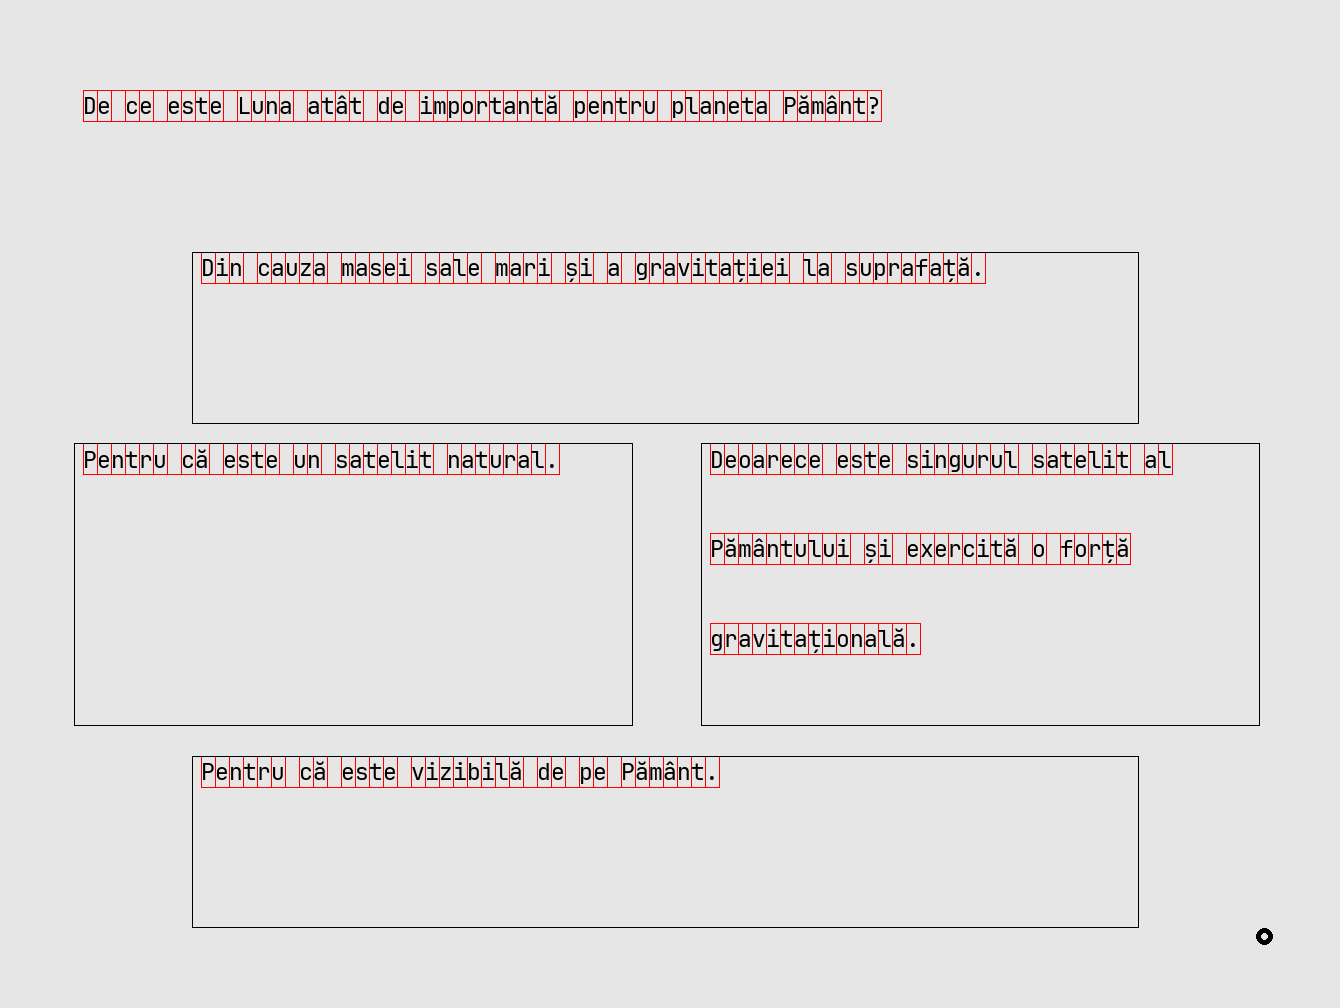 De ce este Luna atât de importantă pentru planeta Pământ?
Din cauza masei sale mari și a gravitației la suprafață.
Pentru că este un satelit natural.
Deoarece este singurul satelit al
Pământului și exercită o forță
gravitațională.
Pentru că este vizibilă de pe Pământ.